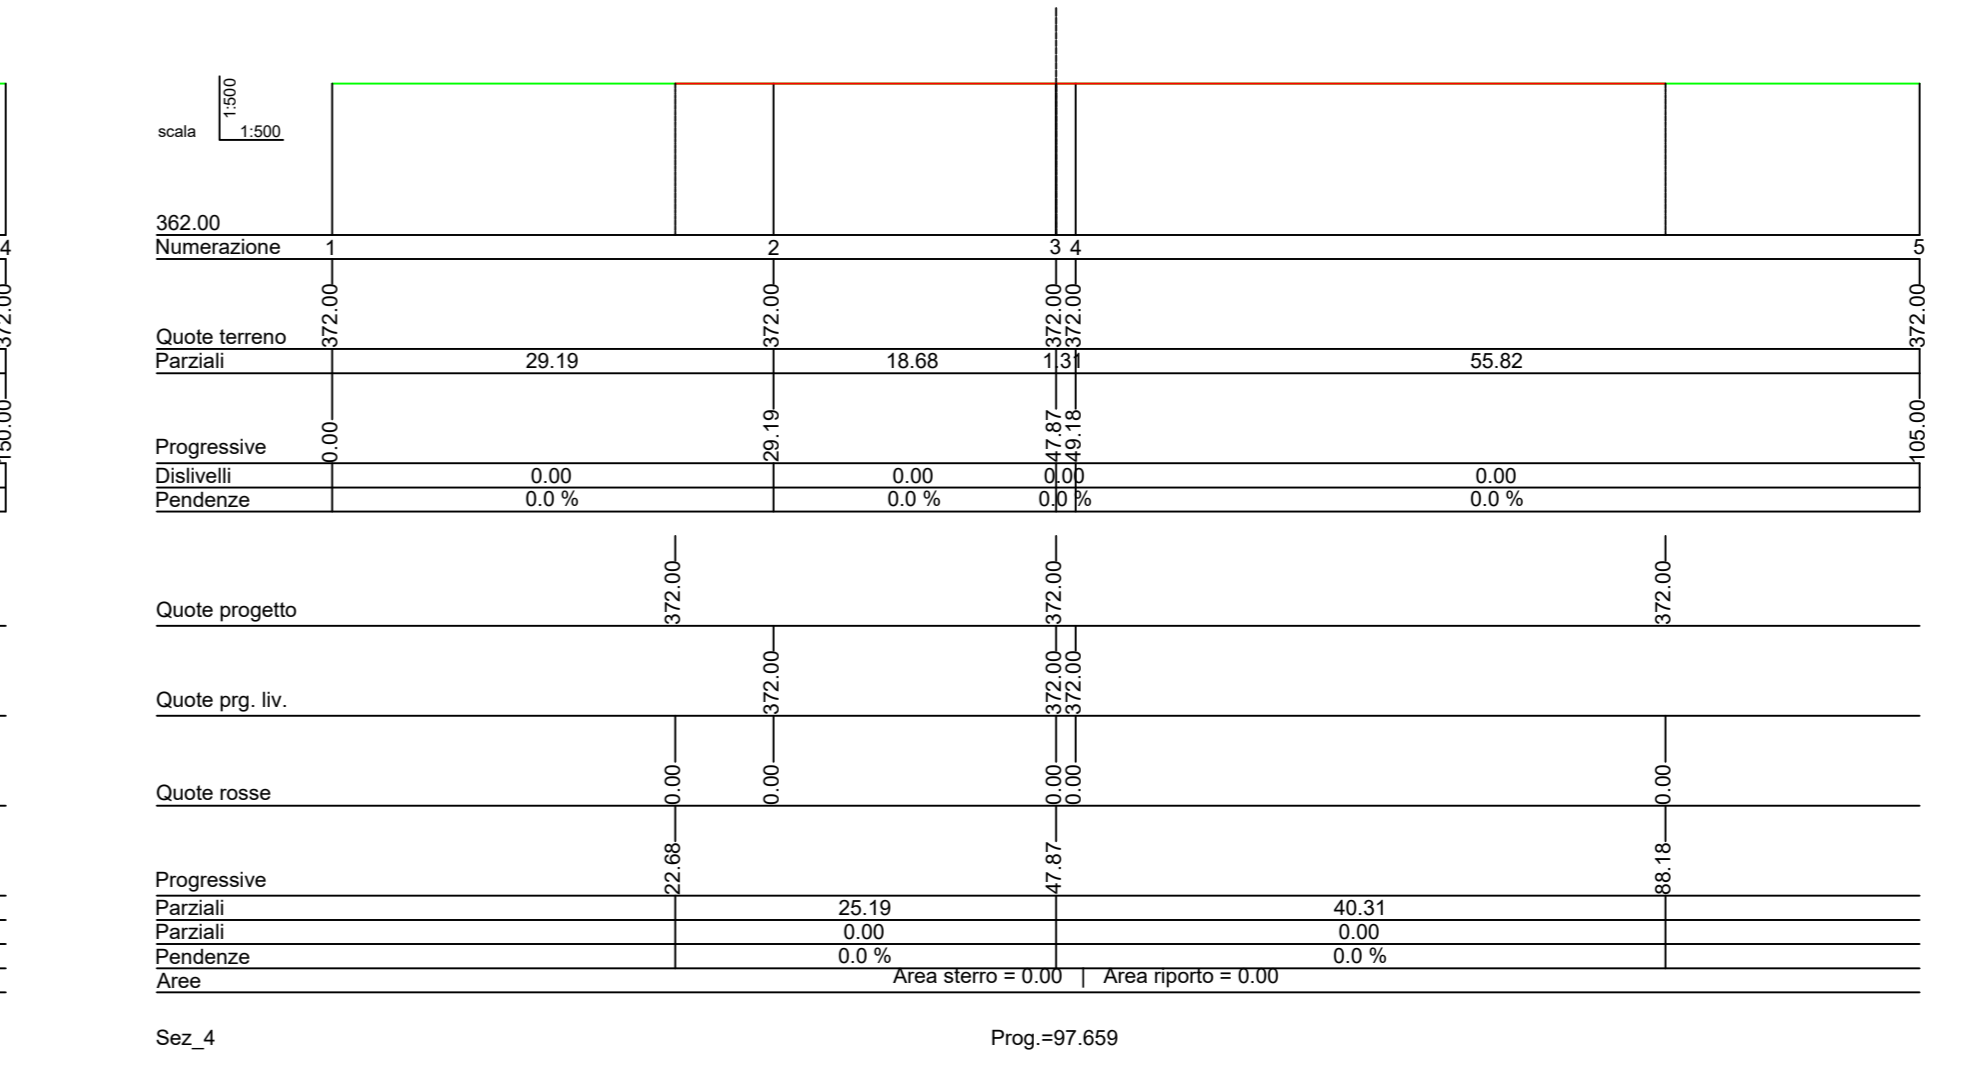 1:500
scala 1:500
362.00
4 Numerazione 1 2 3 4 5
372.00 Quote terreno 372.00 372.00 372.00 372.00 372.00
Parziali 29.19 18.68 1.31 55.82
150.00 Progressive 0.00 29.19 47.87 49.18 105.00
Dislivelli 0.00 0.00 0.00 0.00
Pendenze 0.0 % 0.0 % 0.0 % 0.0 %
Quote progetto 372.00 372.00 372.00
Quote prg. liv. 372.00 372.00 372.00
Quote rosse 0.00 0.00 0.00 0.00 0.00
Progressive 22.68 47.87 88.18
Parziali 25.19 40.31
Parziali 0.00 0.00
Pendenze 0.0 % 0.0 %
Aree Area sterro = 0.00 | Area riporto = 0.00
Sez_4 Prog.=97.659